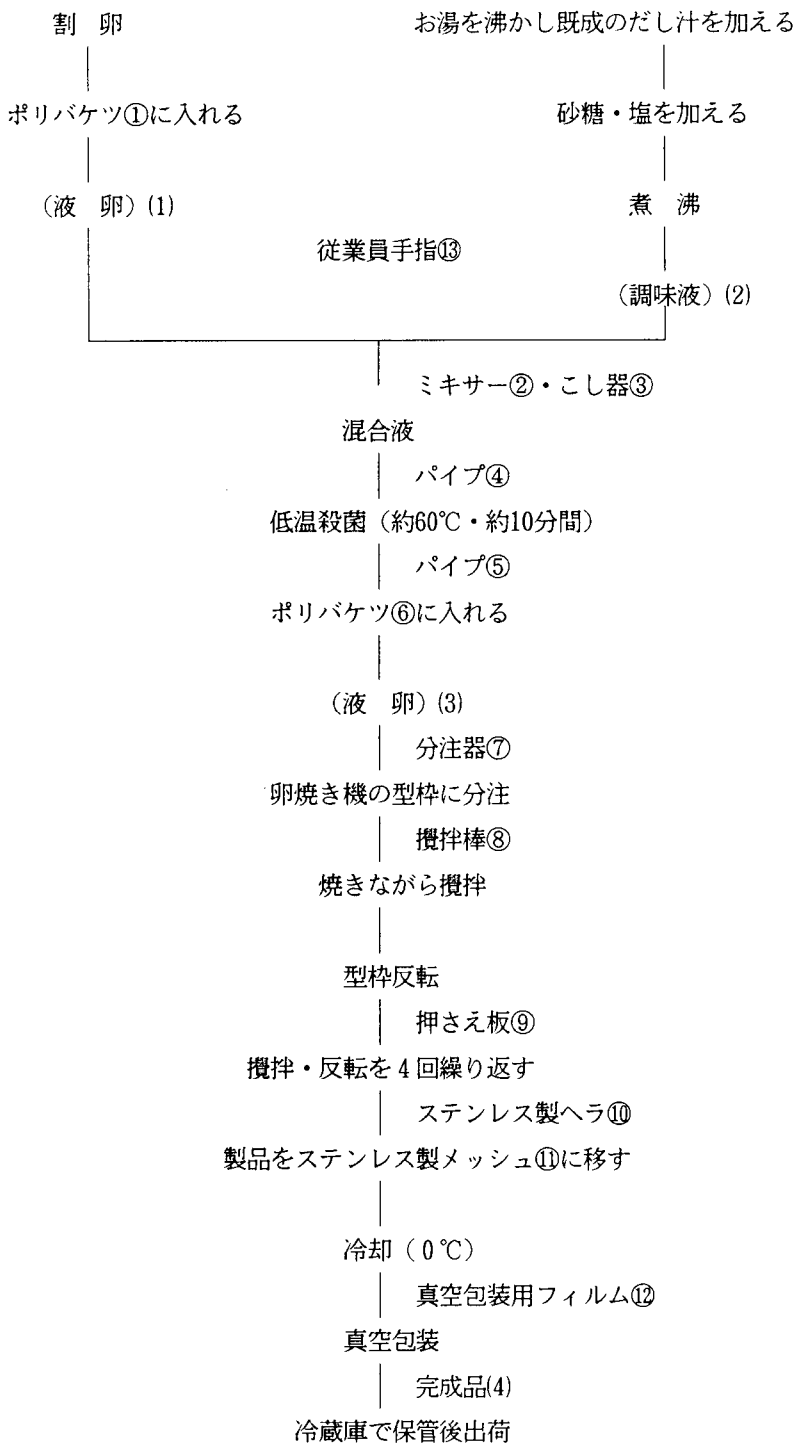 割　卵
お湯を沸かし既成のだし汁を加える
ポリバケツ①に入れる
砂糖・塩を加える
（液　卵）(1)
煮　沸
従業員手指⑬
（調味液）(2)
ミキサー②・こし器③
混合液
パイプ④
低温殺菌（約60℃・約10分間）
パイプ⑤
ポリバケツ⑥に入れる
（液　卵）(3)
分注器⑦
卵焼き機の型枠に分注
攪拌棒⑧
焼きながら攪拌
型枠反転
押さえ板⑨
攪拌・反転を4回繰り返す
ステンレス製ヘラ⑩
製品をステンレス製メッシュ⑪に移す
冷却（0℃）
真空包装用フィルム⑫
真空包装
完成品(4)
冷蔵庫で保管後出荷